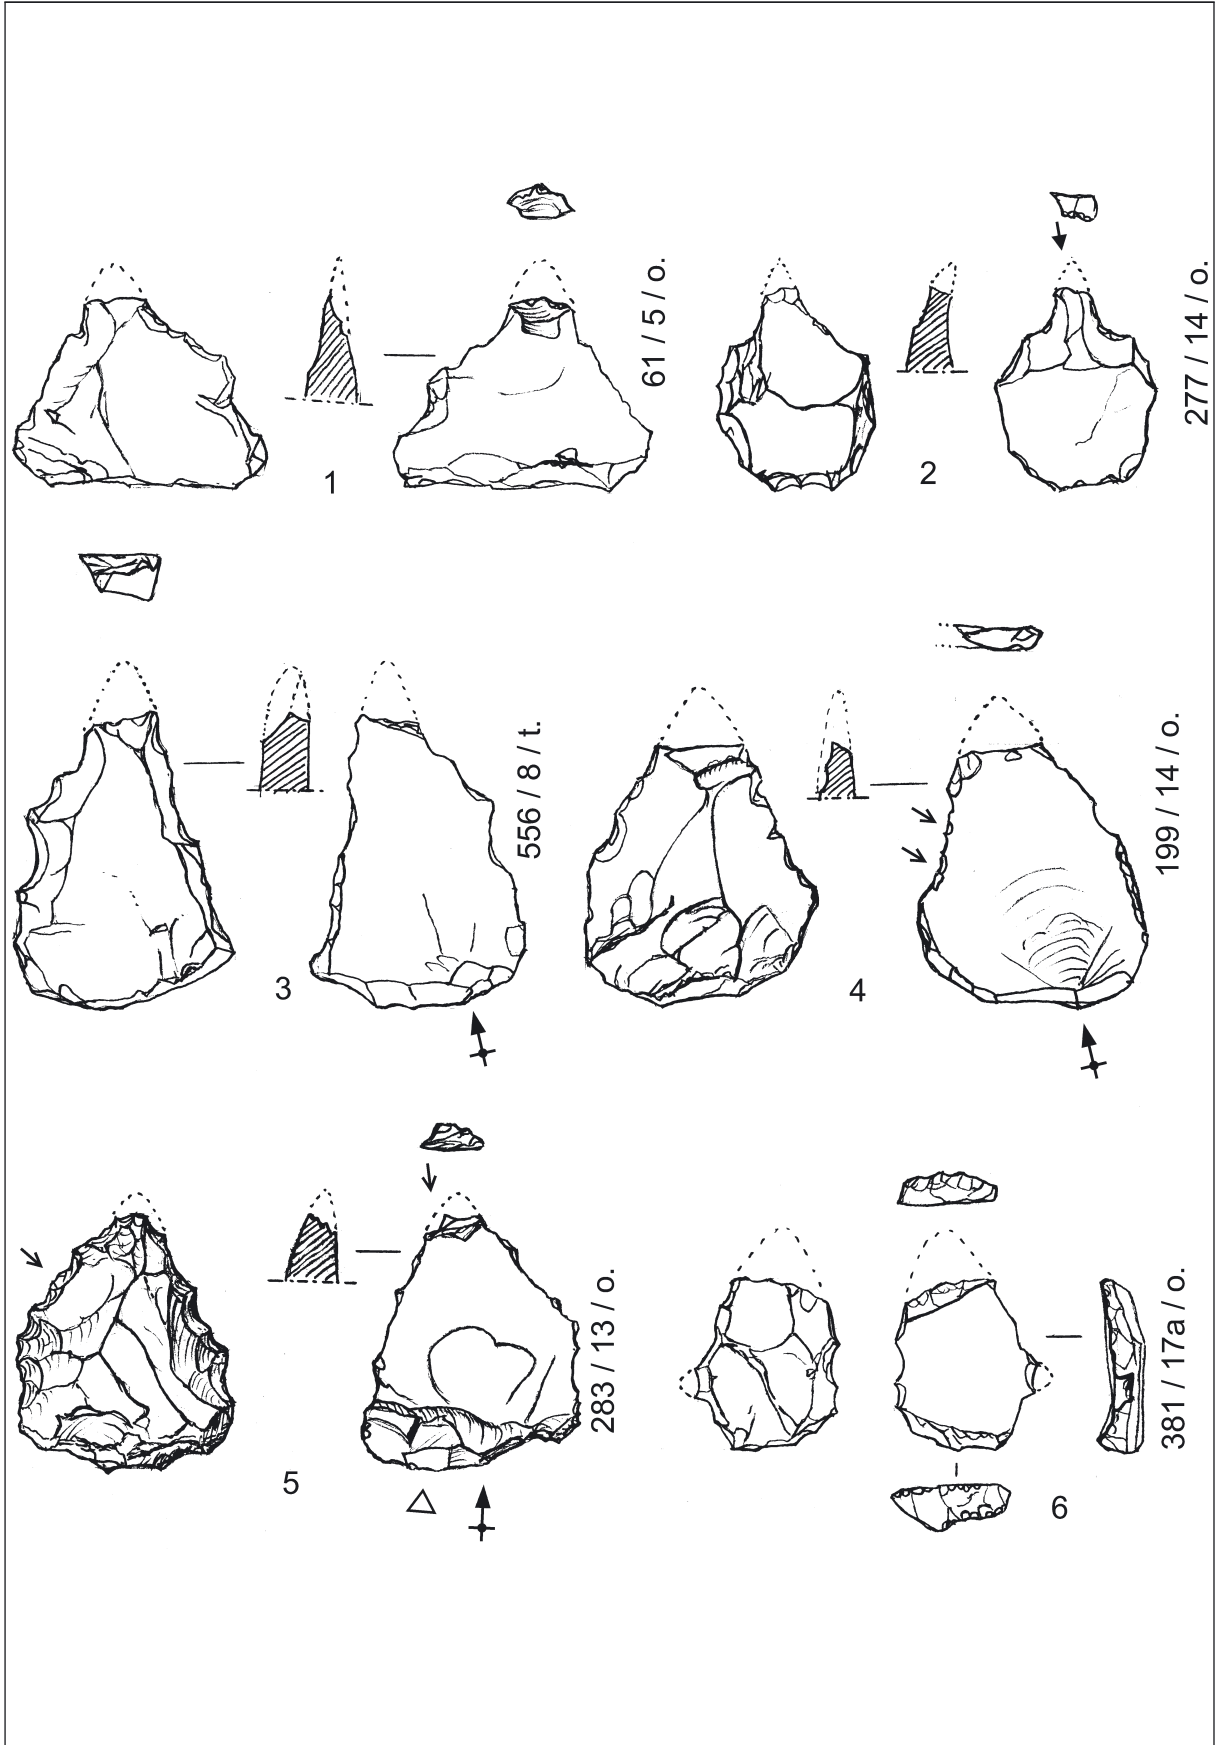 61 / 5 / o.
1
277 / 14 / o.
2
556 / 8 / t.
3
199 / 14 / o.
4
283 / 13 / o.
5
381 / 17a / o.
6